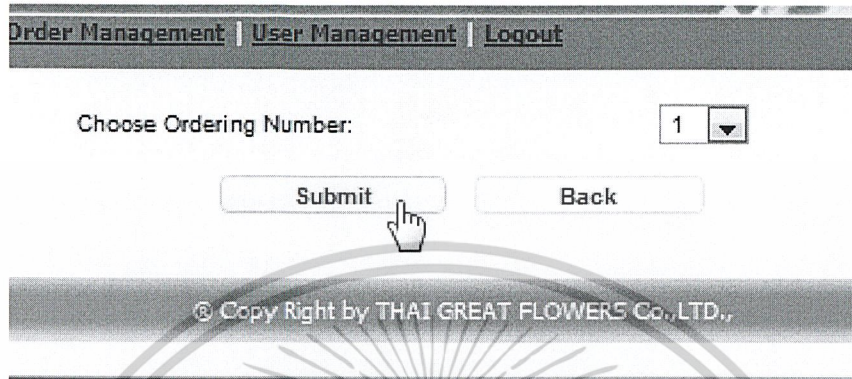 Order Management | User Management | Logout
Choose Ordering Number: 1
Submit Back
® Copy Right by THAI GREAT FLOWERS Co.,LTD.,